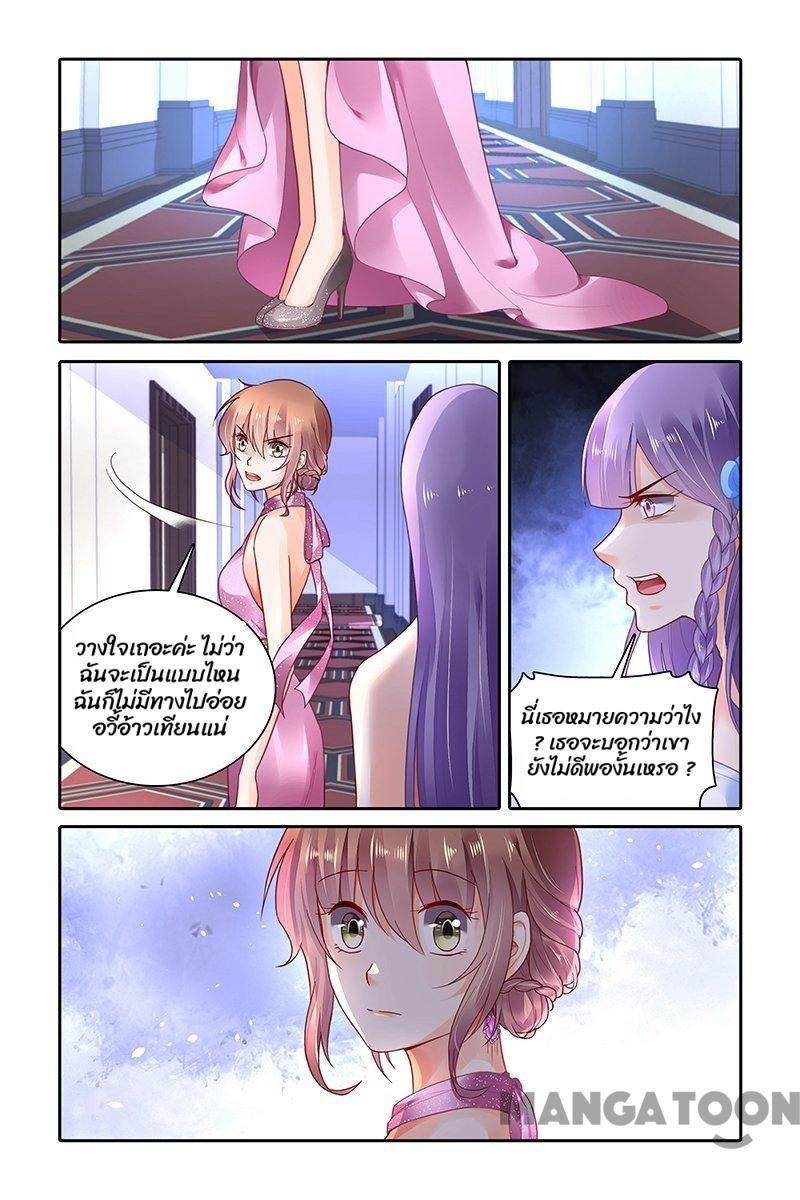 วางใจเถอะค่ะ ไม่ว่า
ฉันจะเป็นแบบไหน
ฉันก็ไม่มีทางไปอ่อย
อวี้อ้าวเทียนแน่
นี่เธอหมายความว่าไง
? เธอจะบอกว่าเขา
ยังไม่ดีพองั้นเหรอ ?
MANGATOON